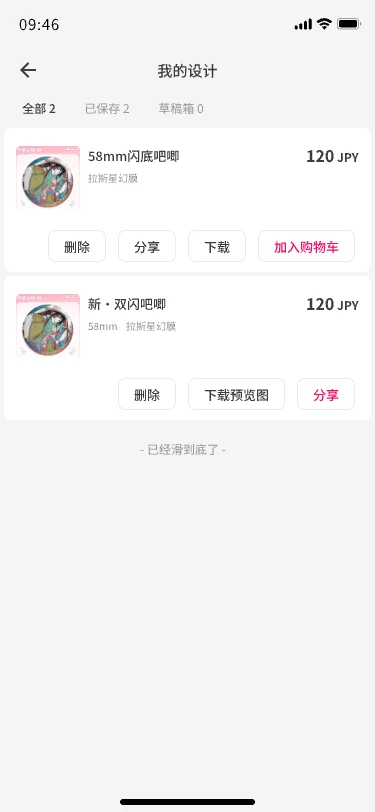 09:46
我的设计
全部 2 已保存 2 草稿箱 0
58mm闪底吧唧 120 JPY
拉斯星幻膜
删除 分享 下载 加入购物车
新·双闪吧唧 120 JPY
58mm 拉斯星幻膜
删除 下载预览图 分享
- 已经滑到底了 -